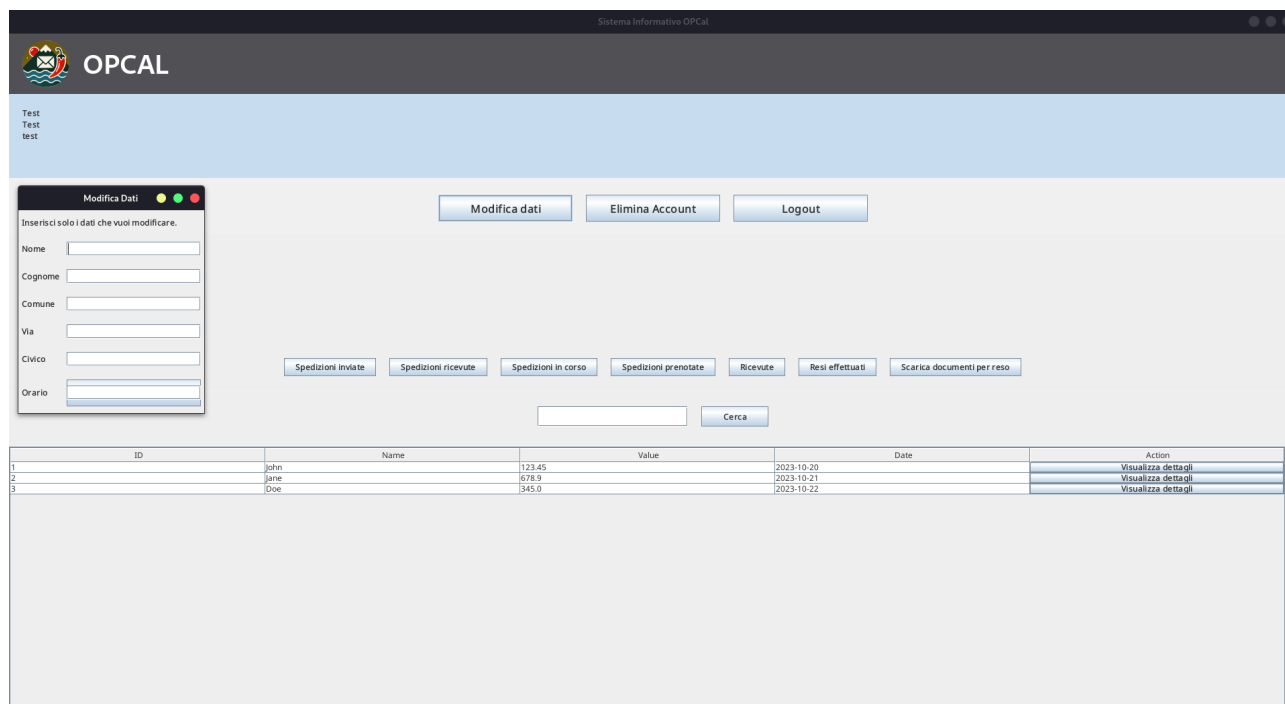 Sistema Informativo OPCal
OPCAL
Test
Test
test
Modifica Dati
Inserisci solo i dati che vuoi modificare.
Nome
Cognome
Comune
Via
Civico
Orario
Modifica dati Elimina Account Logout
Spedizioni inviate Spedizioni ricevute Spedizioni in corso Spedizioni prenotate Ricevute Resi effettuati Scarica documenti per reso
Cerca
ID Name Value Date Action
1 John 123.45 2023-10-20 Visualizza dettagli
2 Jane 678.9 2023-10-21 Visualizza dettagli
3 Doe 345.0 2023-10-22 Visualizza dettagli